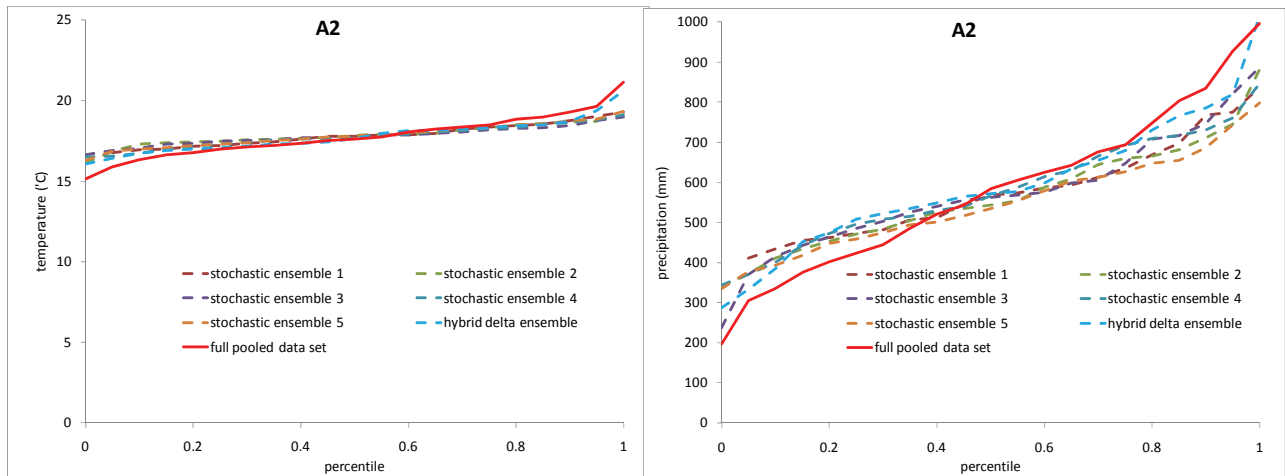 A2
25
20
15
10
5
0
temperature (°C)
stochastic ensemble 1
stochastic ensemble 2
stochastic ensemble 3
stochastic ensemble 4
stochastic ensemble 5
hybrid delta ensemble
full pooled data set
0
0.2
0.4
0.6
0.8
1
percentile
A2
1000
900
800
700
600
500
400
300
200
100
0
precipitation (mm)
stochastic ensemble 1
stochastic ensemble 2
stochastic ensemble 3
stochastic ensemble 4
stochastic ensemble 5
hybrid delta ensemble
full pooled data set
0
0.2
0.4
0.6
0.8
1
percentile